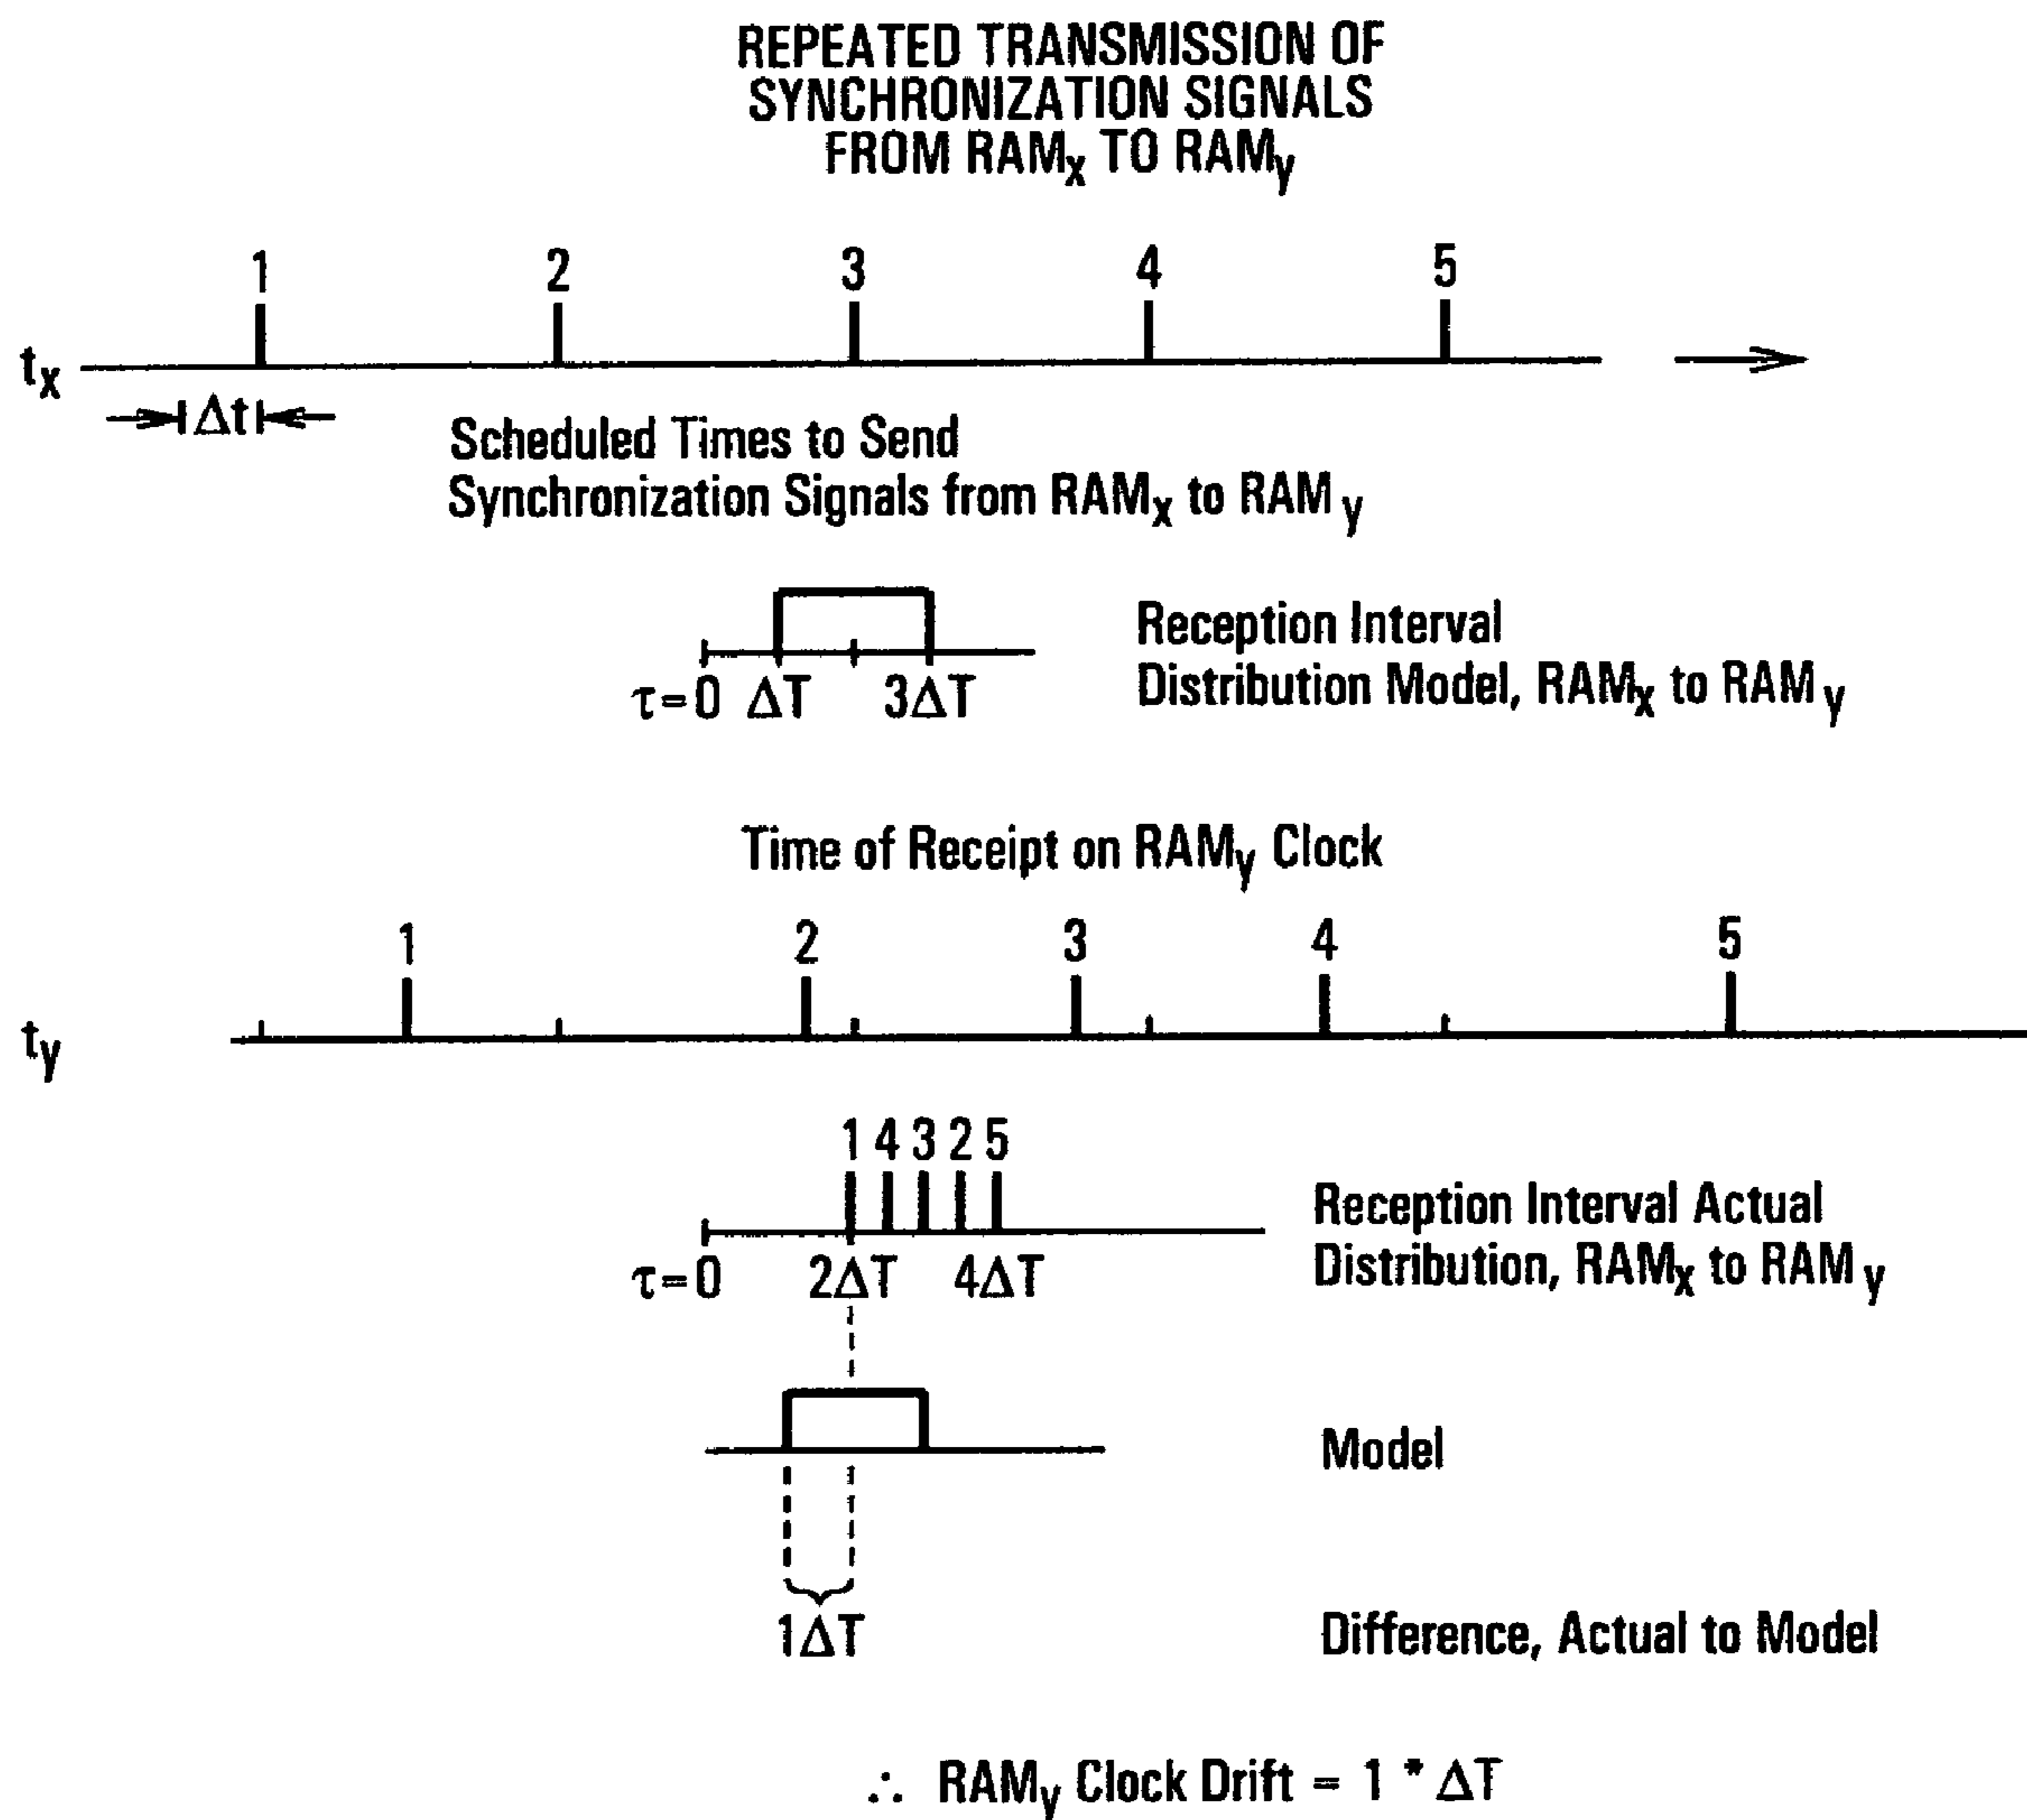 REPEATED TRANSMISSION OF
SYNCHRONIZATION SIGNALS
FROM RAMx TO RAMy
1 2 3 4 5
tx
Δt
Scheduled Times to Send
Synchronization Signals from RAMx to RAMy
Reception Interval
Distribution Model, RAMx to RAMy
τ=0 ΔT 3ΔT
Time of Receipt on RAMy Clock
1 2 3 4 5
ty
1 4 3 2 5
Reception Interval Actual
Distribution, RAMx to RAMy
τ=0 2ΔT 4ΔT
Model
1ΔT
Difference, Actual to Model
∴ RAMy Clock Drift = 1 * ΔT